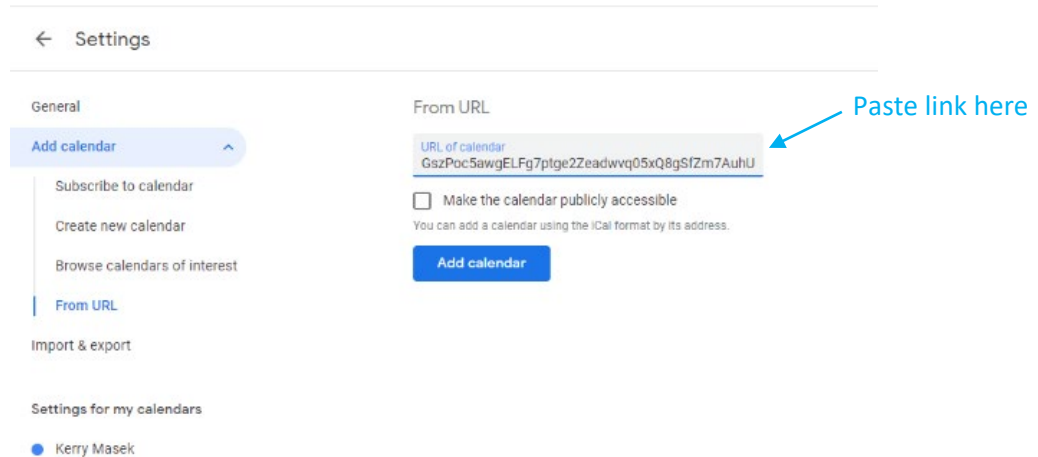 Settings
General
Add calendar
Subscribe to calendar
Create new calendar
Browse calendars of interest
From URL
Import & export
Settings for my calendars
Kerry Masek
From URL
URL of calendar
GszPoc5awgELFg7ptge2Zeadwvq05xQ8gSfZm7AuhU
Make the calendar publicly accessible
You can add a calendar using the iCal format by its address.
Add calendar
Paste link here